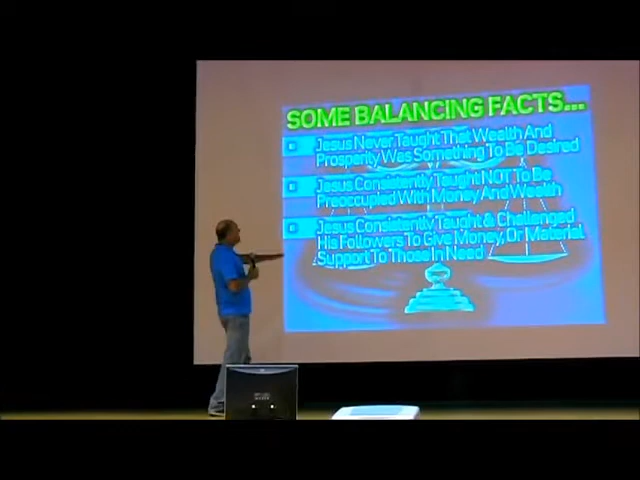 SOME BALANCING FACTS...
Jesus Never Taught That Wealth And
Prosperity Was Something To Be Desired
Jesus Consistently Taught NOT To Be
Preoccupied With Money And Wealth
Jesus Consistently Taught & Challenged
His Followers To Give Money, Or Material
Support To Those In Need